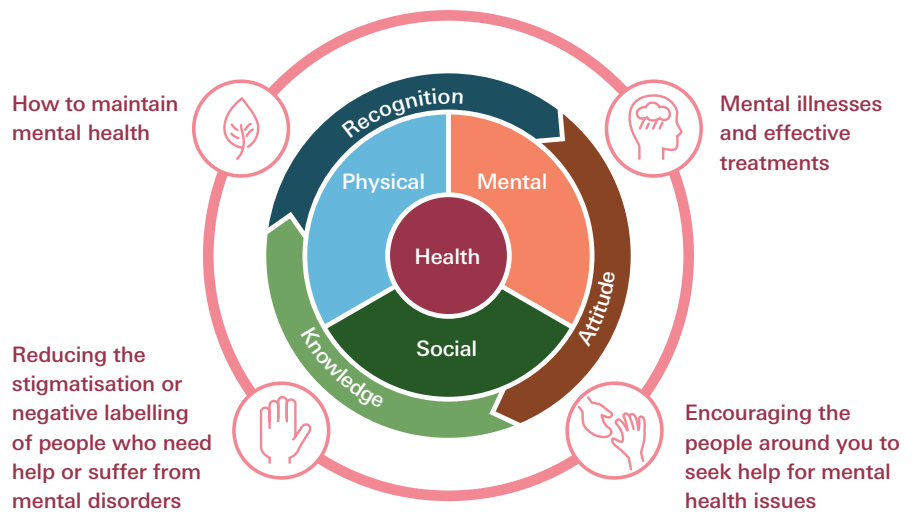 How to maintain
mental health
Recognition
Mental illnesses
and effective
treatments
Physical
Mental
Health
Social
Knowledge
Attitude
Reducing the
stigmatisation or
negative labelling
of people who need
help or suffer from
mental disorders
Encouraging the
people around you to
seek help for mental
health issues